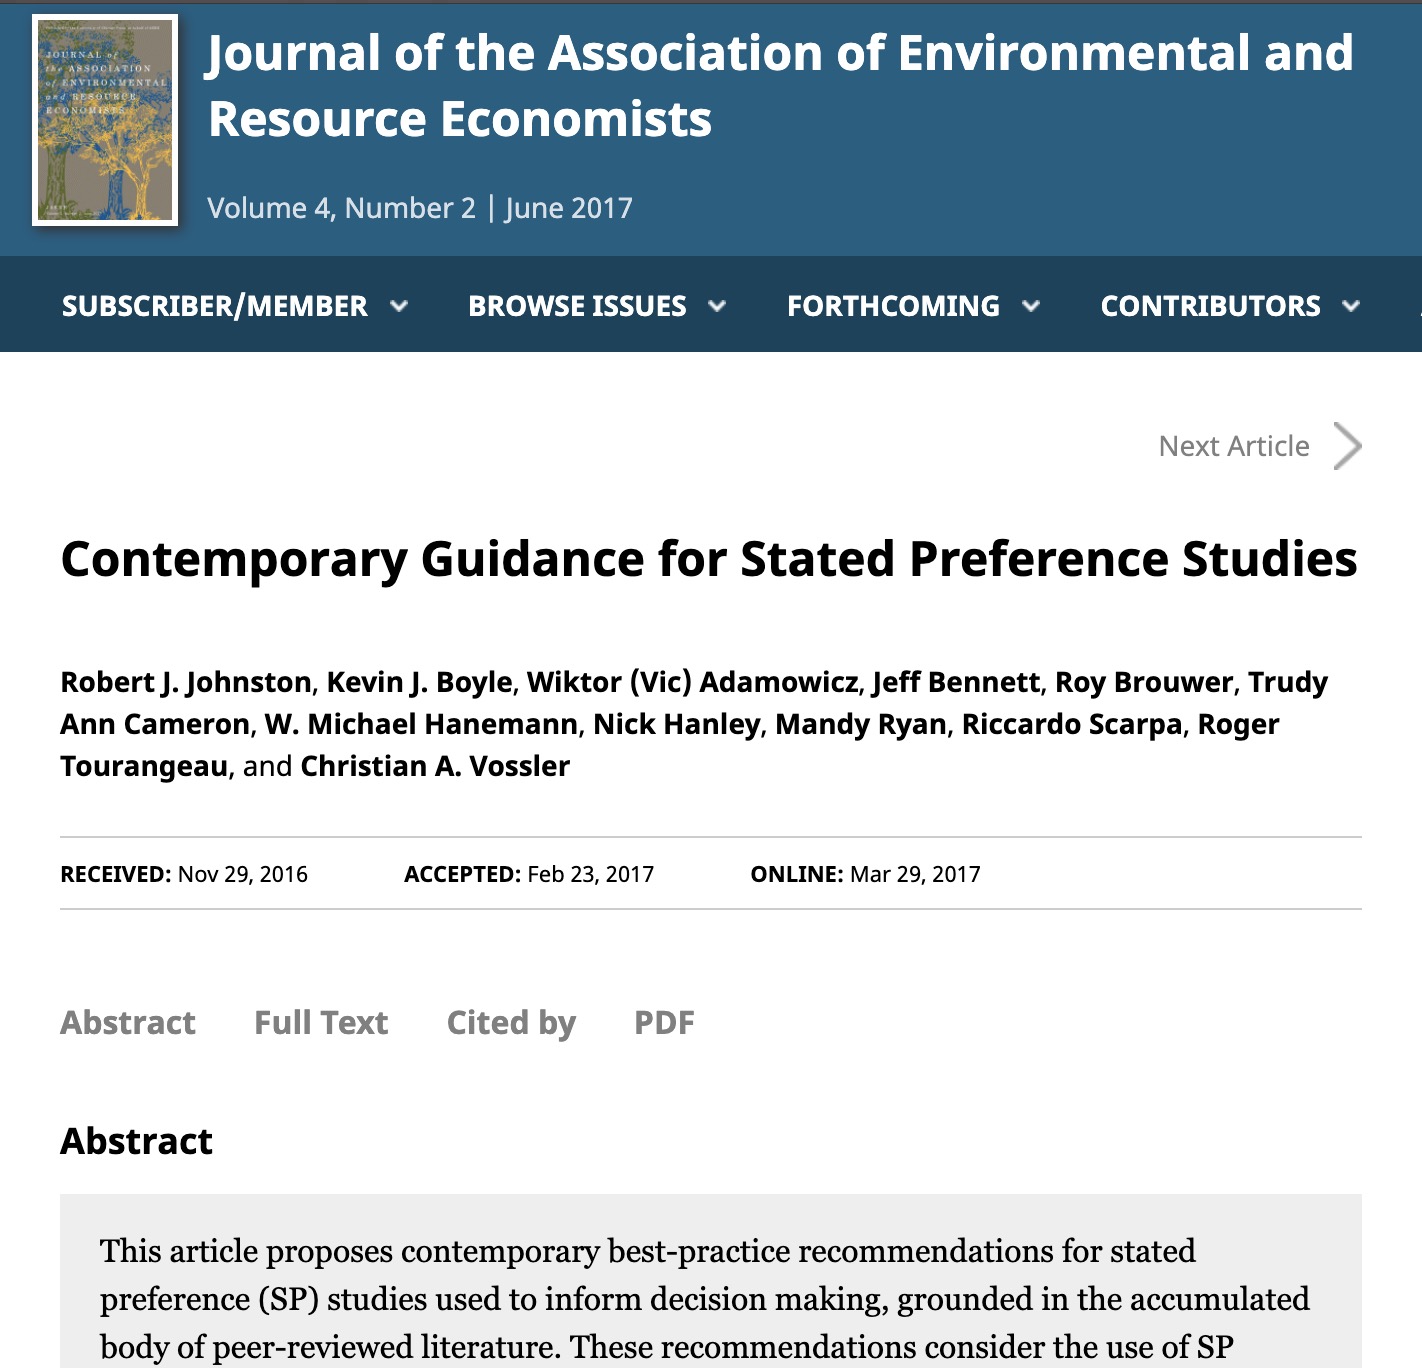 JOURNAL of
the ASSOCIATION
of ENVIRONMENTAL
and RESOURCE
ECONOMISTS
Journal of the Association of Environmental and
Resource Economists
Volume 4, Number 2 | June 2017
SUBSCRIBER/MEMBER BROWSE ISSUES FORTHCOMING CONTRIBUTORS
Next Article
Contemporary Guidance for Stated Preference Studies
Robert J. Johnston, Kevin J. Boyle, Wiktor (Vic) Adamowicz, Jeff Bennett, Roy Brouwer, Trudy
Ann Cameron, W. Michael Hanemann, Nick Hanley, Mandy Ryan, Riccardo Scarpa, Roger
Tourangeau, and Christian A. Vossler
RECEIVED: Nov 29, 2016 ACCEPTED: Feb 23, 2017 ONLINE: Mar 29, 2017
Abstract Full Text Cited by PDF
Abstract
This article proposes contemporary best-practice recommendations for stated
preference (SP) studies used to inform decision making, grounded in the accumulated
body of peer-reviewed literature. These recommendations consider the use of SP